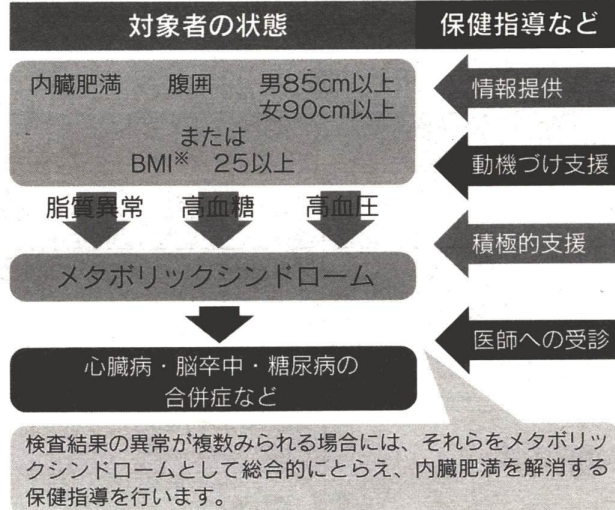 対象者の状態
保健指導など
内臓肥満 腹囲 男85cm以上
女90cm以上
または
BMI※ 25以上
情報提供
動機づけ支援
脂質異常 高血糖 高血圧
積極的支援
メタボリックシンドローム
医師への受診
心臓病・脳卒中・糖尿病の
合併症など
検査結果の異常が複数みられる場合には、それらをメタボリッ
クシンドロームとして総合的にとらえ、内臓肥満を解消する
保健指導を行います。